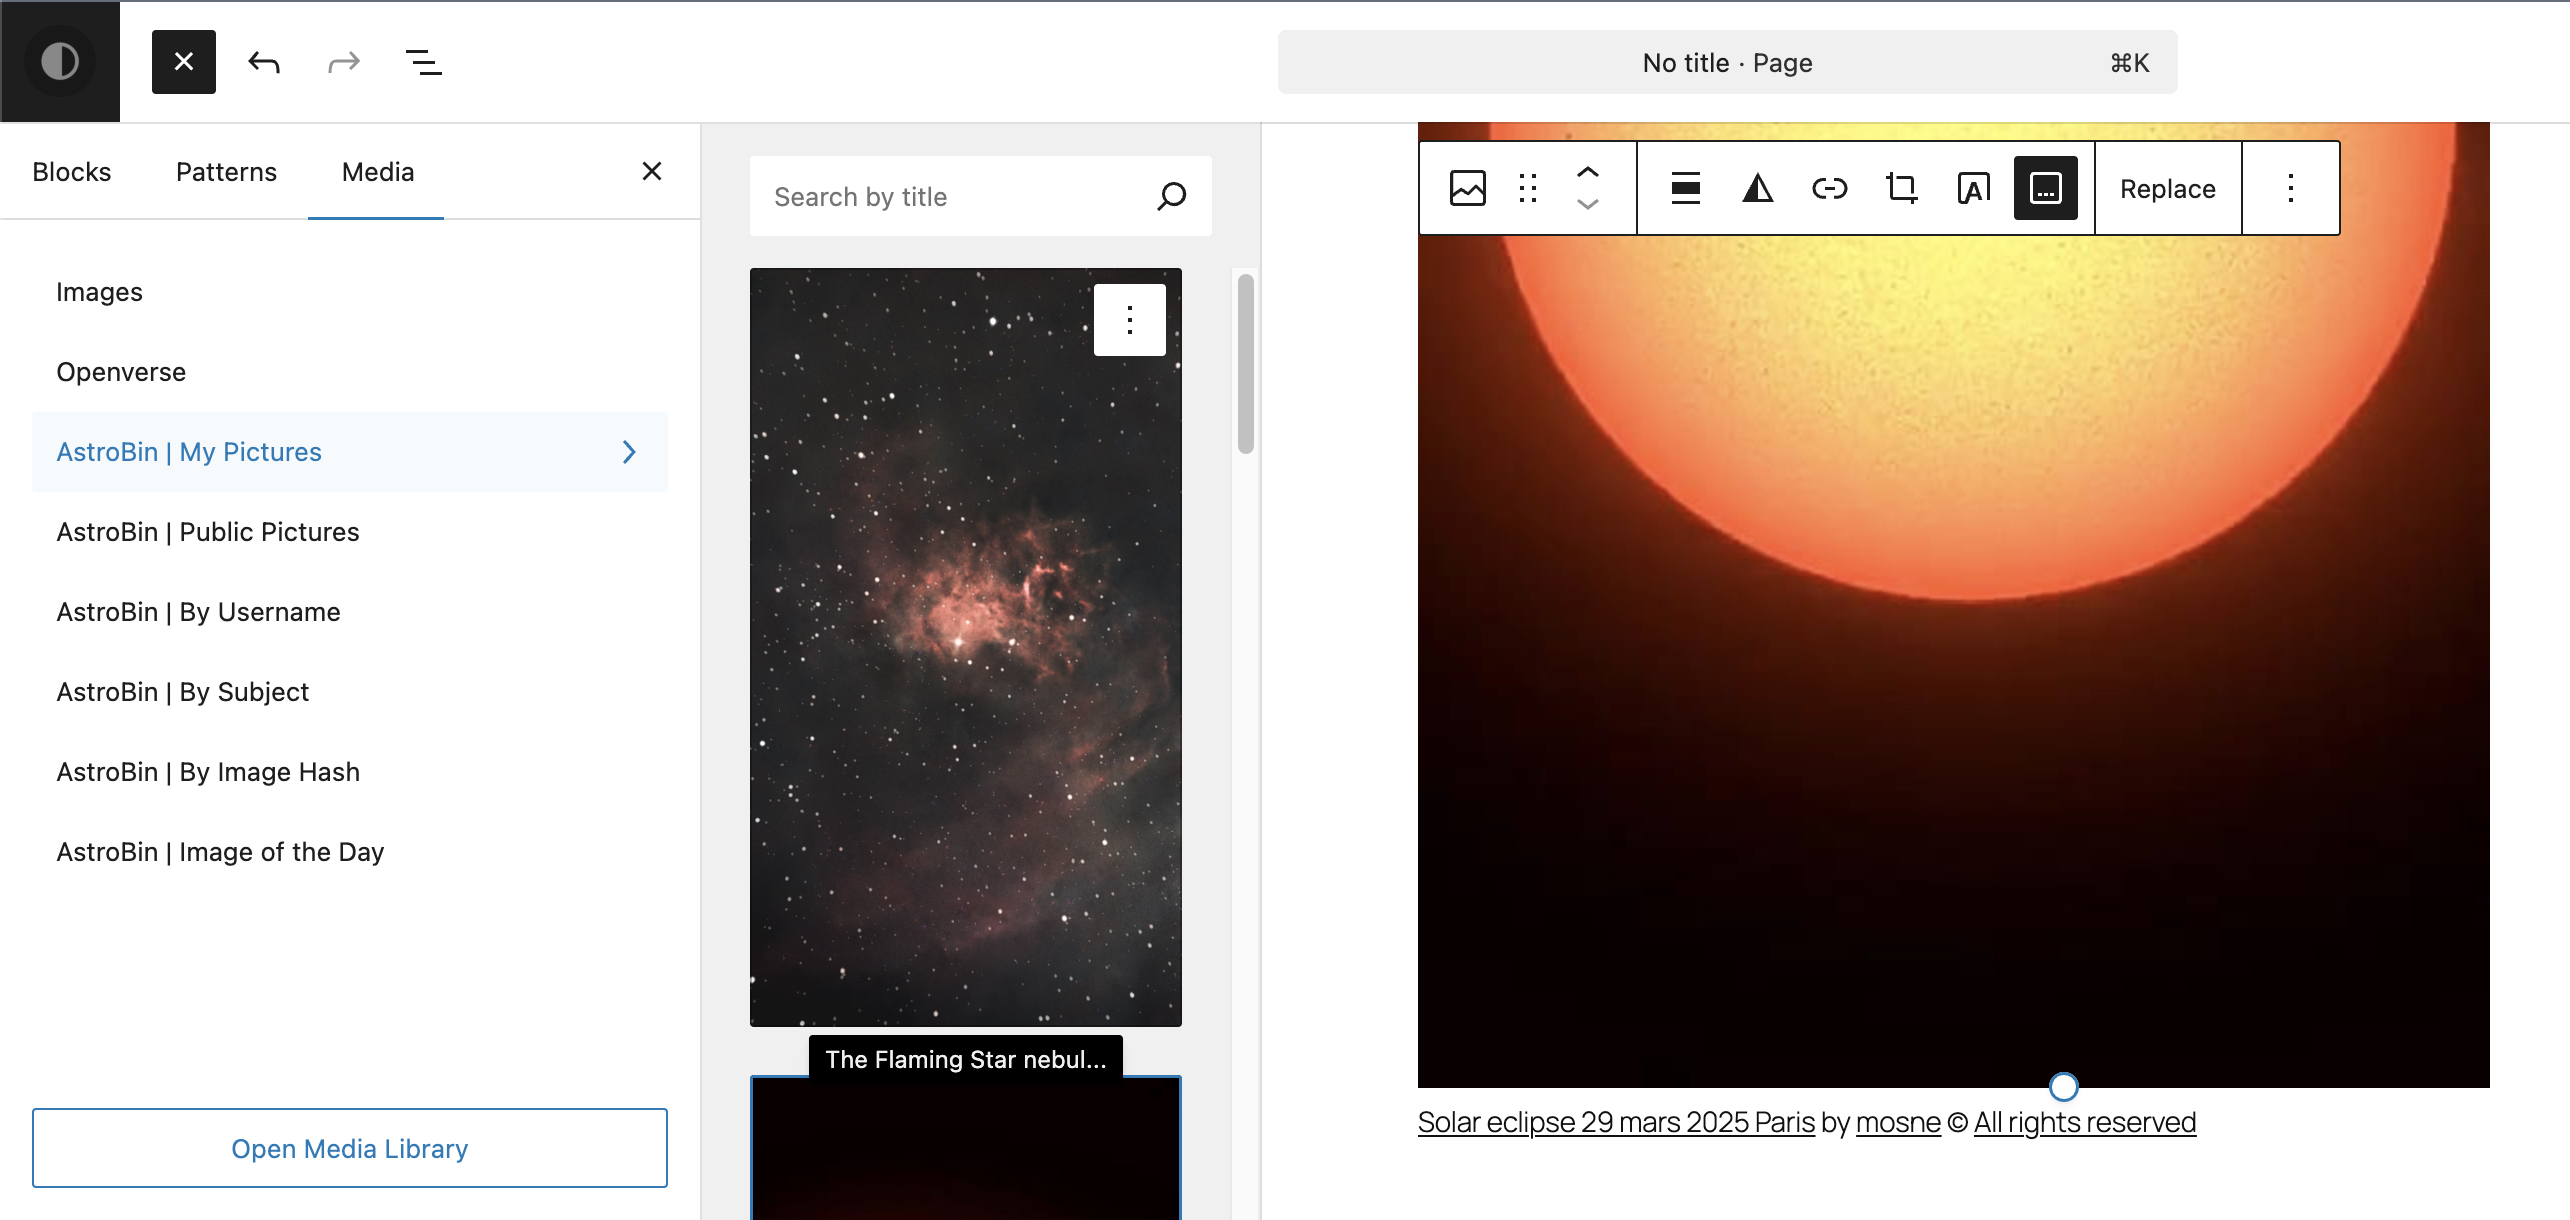 No title · Page
⌘K
Blocks
Patterns
Media
Images
Openverse
AstroBin | My Pictures
AstroBin | Public Pictures
AstroBin | By Username
AstroBin | By Subject
AstroBin | By Image Hash
AstroBin | Image of the Day
Open Media Library
Search by title
The Flaming Star nebul...
A
Replace
Solar eclipse 29 mars 2025 Paris by mosne © All rights reserved